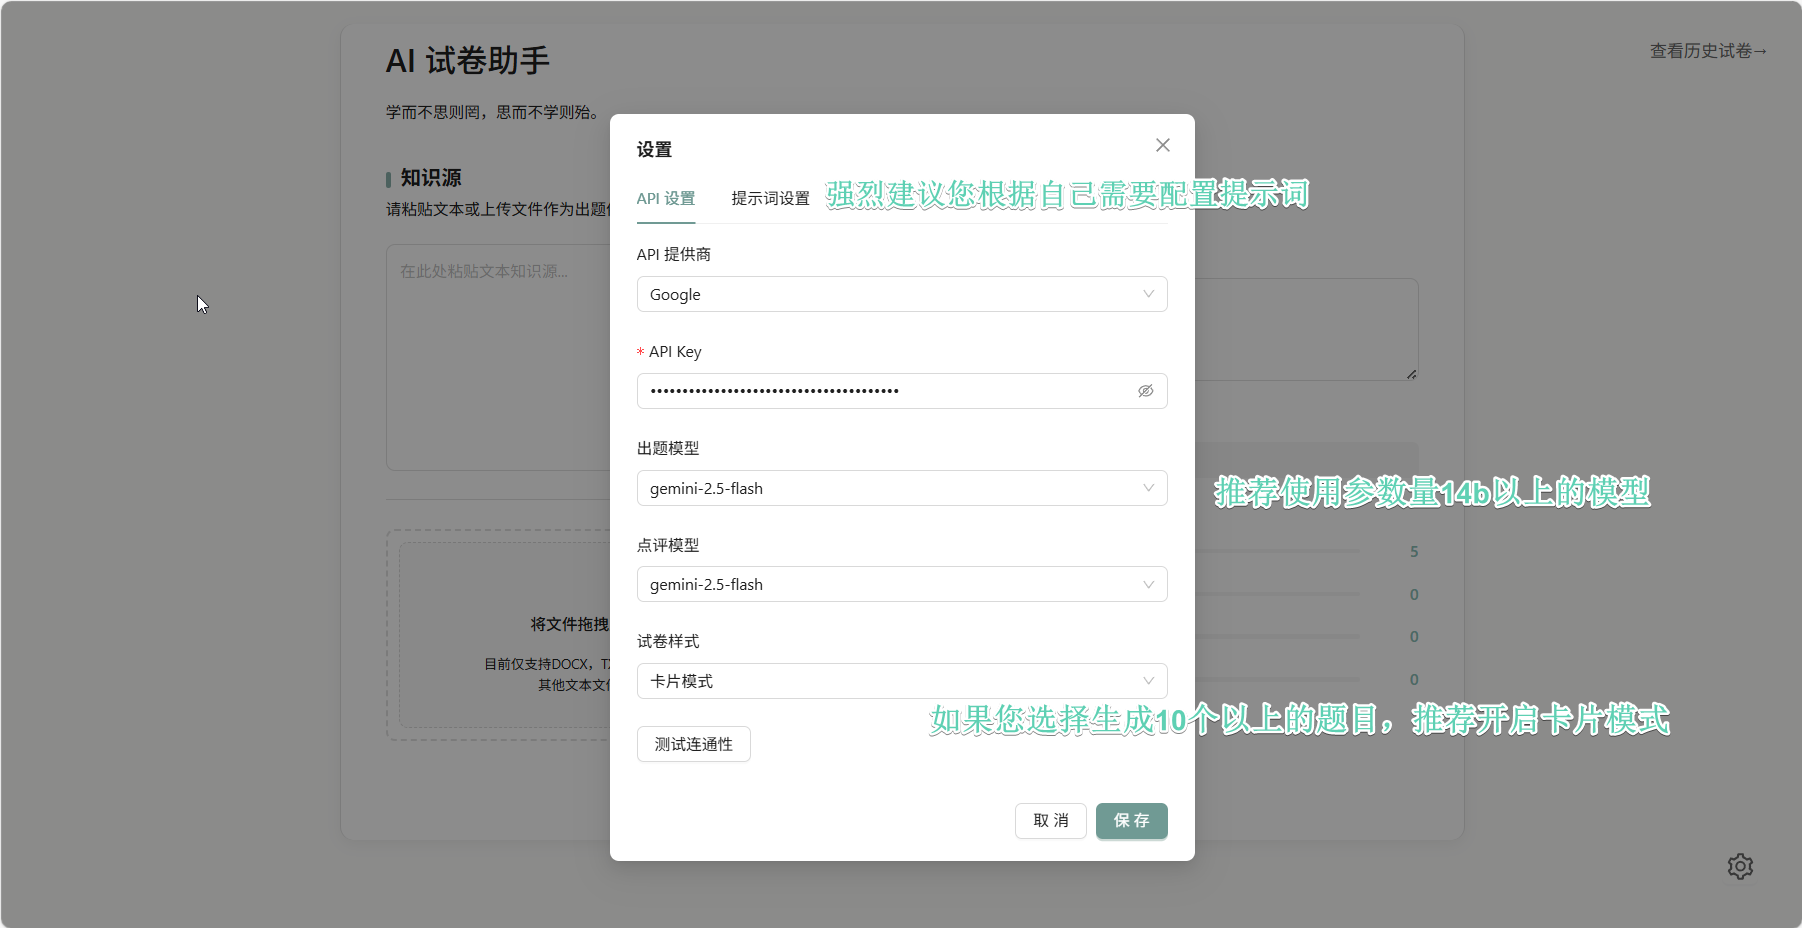 AI 试卷助手
查看历史试卷→
学而不思则罔，思而不学则殆。
设置
知识源
API 设置
提示词设置
强烈建议您根据自己需要配置提示词
请粘贴文本或上传文件作为出题
API 提供商
在此处粘贴文本知识源...
Google
* API Key
••••••••••••••••••••••••••••••••••••••
出题模型
gemini-2.5-flash
推荐使用参数量14b以上的模型
点评模型
5
gemini-2.5-flash
0
将文件拖拽
试卷样式
0
目前仅支持DOCX，
卡片模式
0
其他文本文
如果您选择生成10个以上的题目，推荐开启卡片模式
测试连通性
取 消
保 存